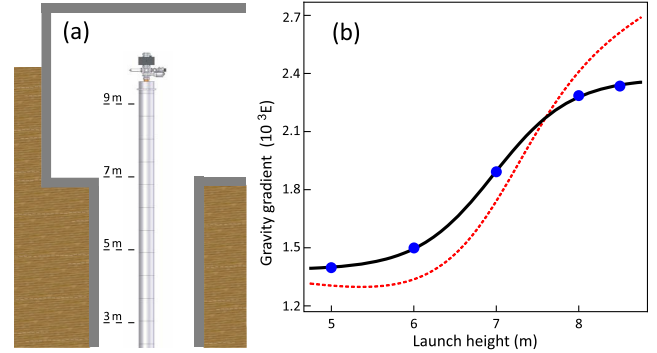 (a)
9 m
7 m
5 m
3 m
(b)
Gravity gradient (10 ³E)
2.7
2.4
2.1
1.8
1.5
1.2
5 6 7 8
Launch height (m)